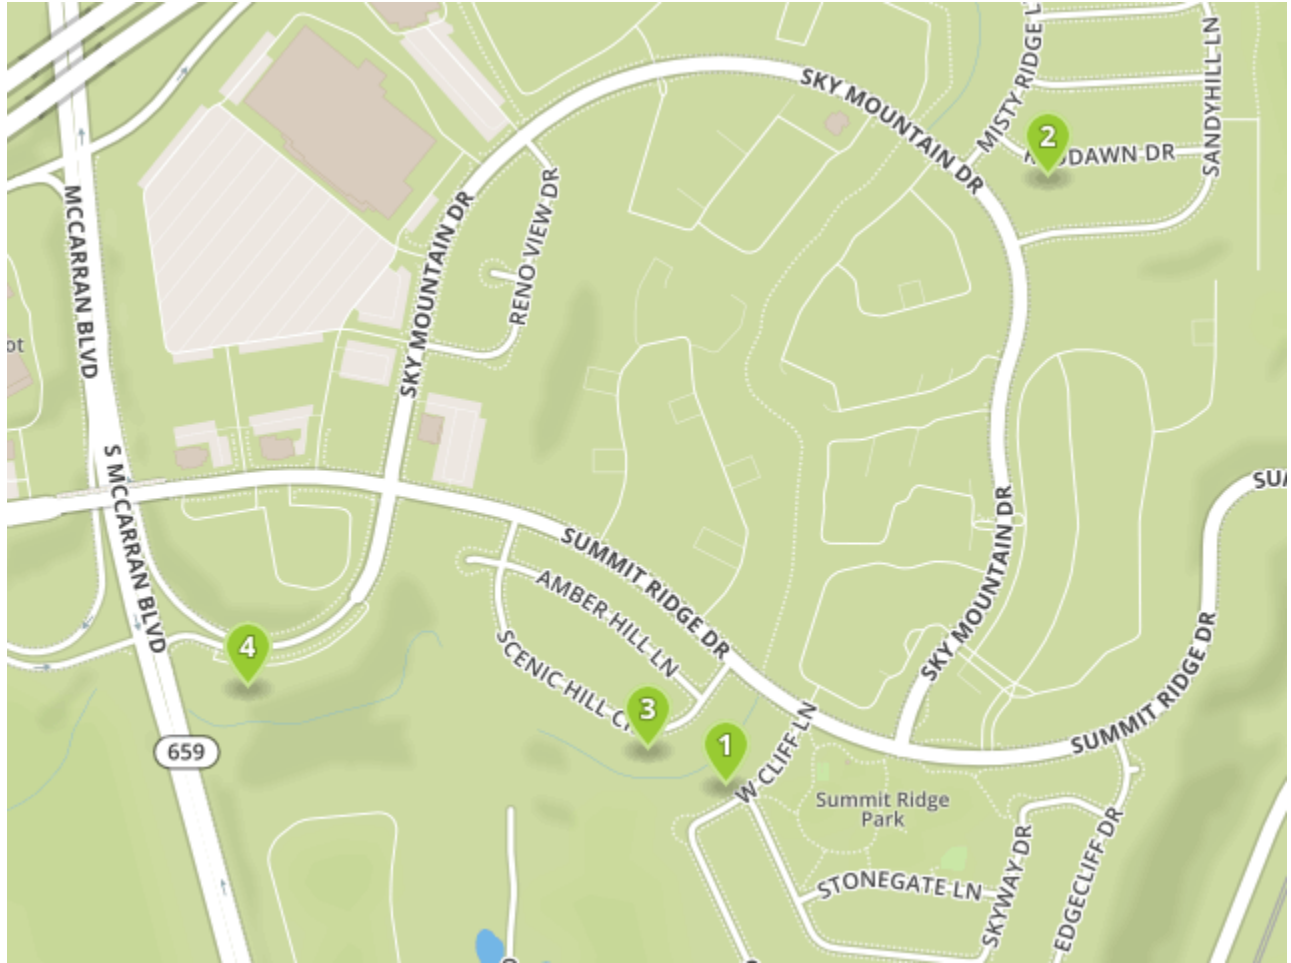 MISTY RIDGE L
SANDYHILL LN
SKY MOUNTAIN DR
2
DAWN DR
MCCARRAN BLVD
RENO VIEW DR
SKY MOUNTAIN DR
ot
S MCCARRAN BLVD
SUM
SUMMIT RIDGE DR
SKY MOUNTAIN DR
AMBER HILL LN
SCENIC HILL C
4
3
1
659
W CLIFF LN
SUMMIT RIDGE DR
Summit Ridge
Park
STONEGATE LN
SKYWAY DR
EDGECLIFF DR